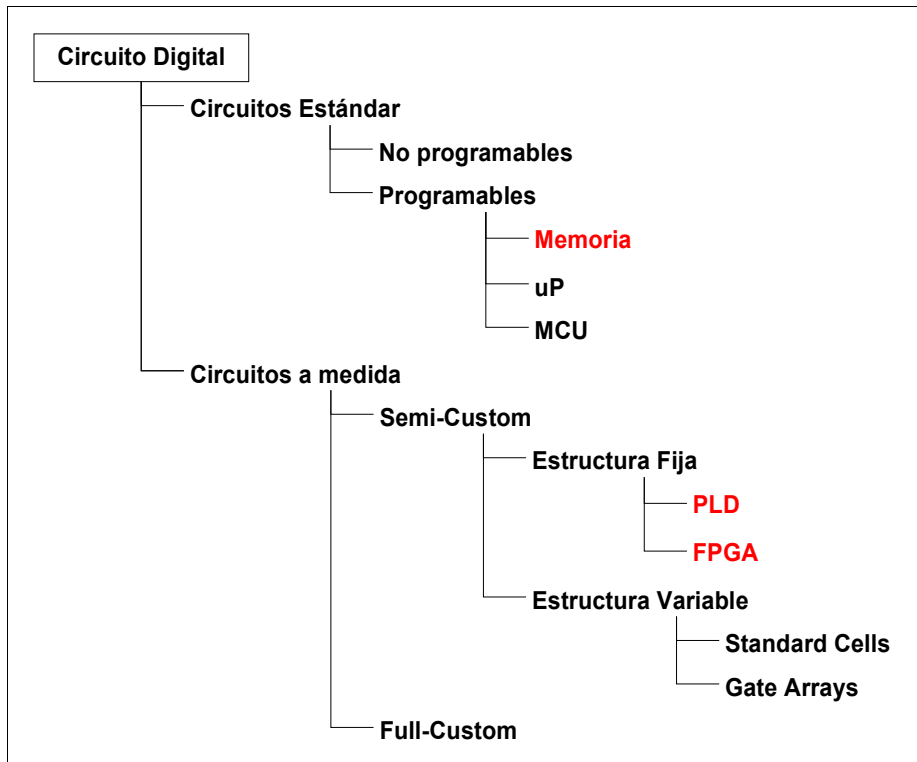 Circuito Digital
Circuitos Estándar
No programables
Programables
Memoria
uP
MCU
Circuitos a medida
Semi-Custom
Estructura Fija
PLD
FPGA
Estructura Variable
Standard Cells
Gate Arrays
Full-Custom